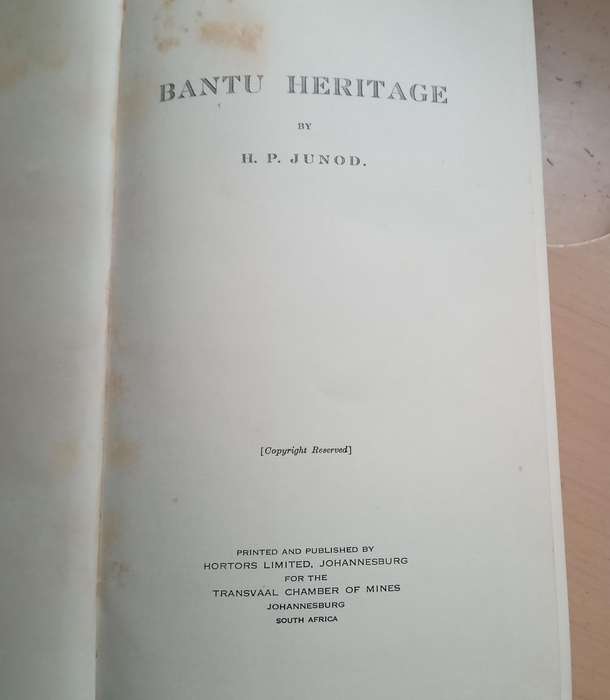 BANTU HERITAGE
BY
H. P. JUNOD.
[Copyright Reserved]
PRINTED AND PUBLISHED BY
HORTORS LIMITED, JOHANNESBURG
FOR THE
TRANSVAAL CHAMBER OF MINES
JOHANNESBURG
SOUTH AFRICA